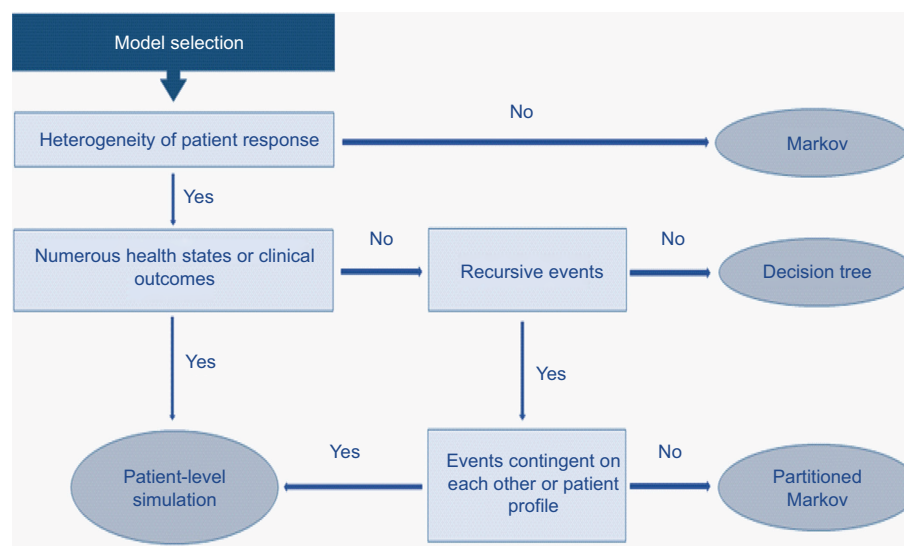 Model selection
No
Heterogeneity of patient response
Markov
Yes
Numerous health states or clinical
outcomes
No
Recursive events
No
Decision tree
Yes
Yes
Patient-level
simulation
Yes
Events contingent on
each other or patient
profile
No
Partitioned
Markov